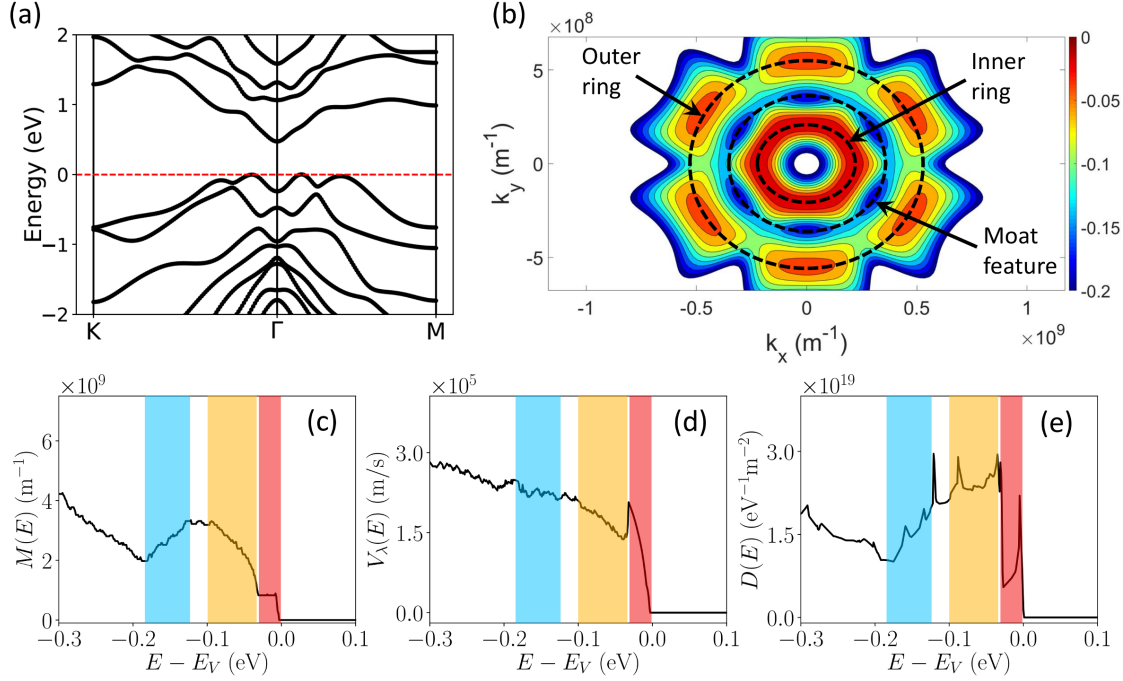 (a)
2
1
0
−1
−2
Energy (eV)
K
Γ
M
(b)
×10⁸
5
0
-5
k_y (m⁻¹)
-1
-0.5
0
0.5
1
×10⁹
k_x (m⁻¹)
Outer
ring
Inner
ring
Moat
feature
0
-0.05
-0.1
-0.15
-0.2
×10⁹
(c)
6
4
2
0
M(E) (m⁻¹)
−0.3
−0.2
−0.1
0.0
0.1
E − E_V (eV)
×10⁵
(d)
3.0
1.5
0.0
V_λ(E) (m/s)
−0.3
−0.2
−0.1
0.0
0.1
E − E_V (eV)
×10¹⁹
(e)
3.0
1.5
0.0
D(E) (eV⁻¹m⁻²)
−0.3
−0.2
−0.1
0.0
0.1
E − E_V (eV)